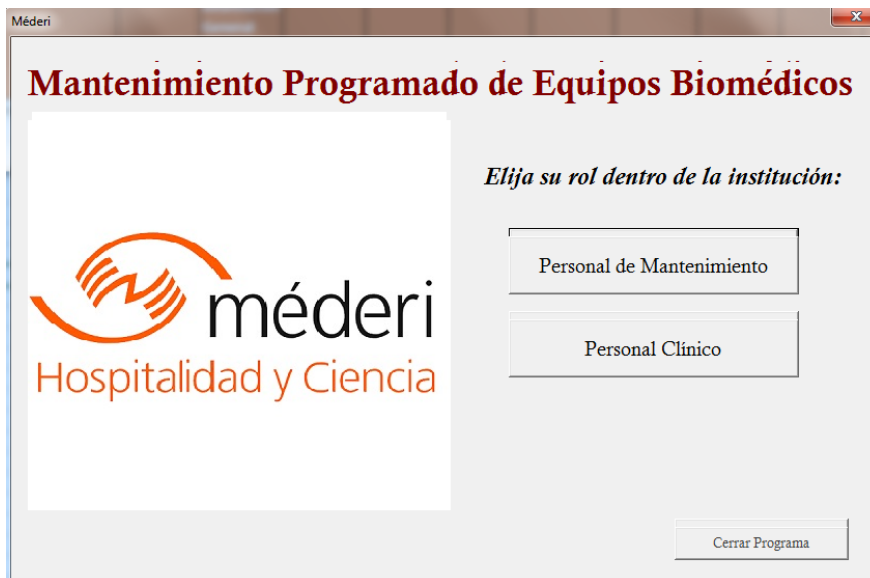 Méderi
Mantenimiento Programado de Equipos Biomédicos
Elija su rol dentro de la institución:
Personal de Mantenimiento
Personal Clínico
méderi
Hospitalidad y Ciencia
Cerrar Programa